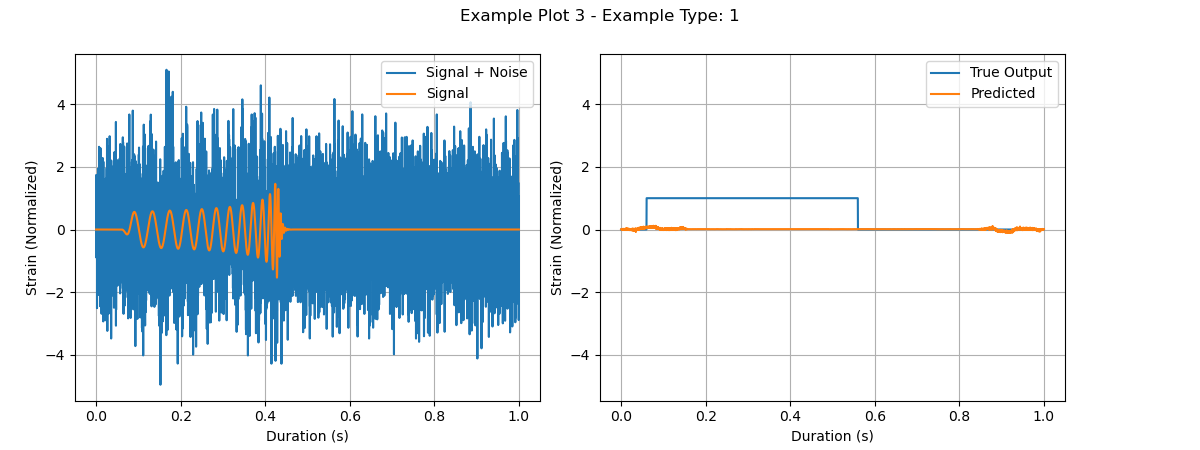 Example Plot 3 - Example Type: 1
Signal + Noise
Signal
4
2
0
−2
−4
Strain (Normalized)
0.0 0.2 0.4 0.6 0.8 1.0
Duration (s)
True Output
Predicted
4
2
0
−2
−4
Strain (Normalized)
0.0 0.2 0.4 0.6 0.8 1.0
Duration (s)